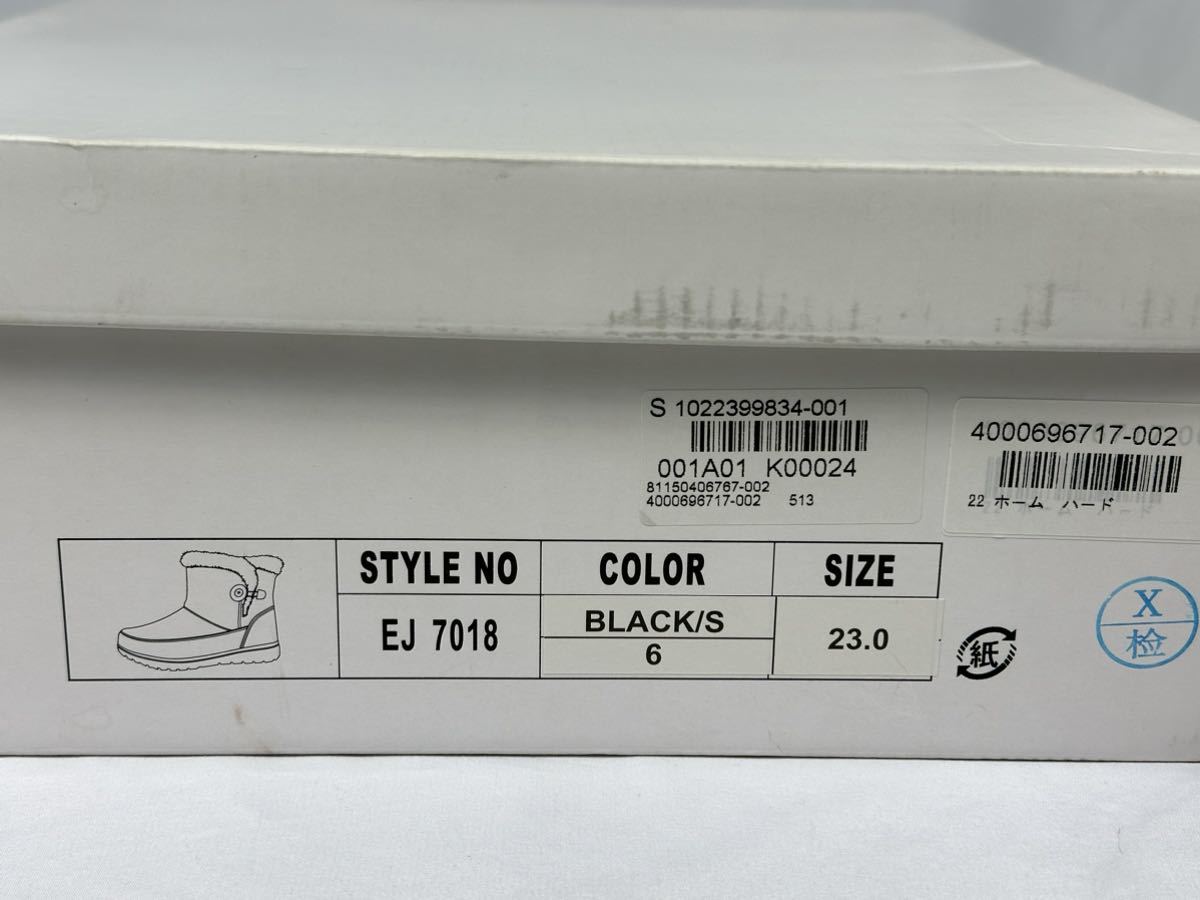 S 1022399834-001
001A01 K00024
81150406767-002
4000696717-002 513
4000696717-002
22 ホーム ハード
STYLE NO COLOR SIZE
EJ 7018 BLACK/S 23.0
6
紙
X
检